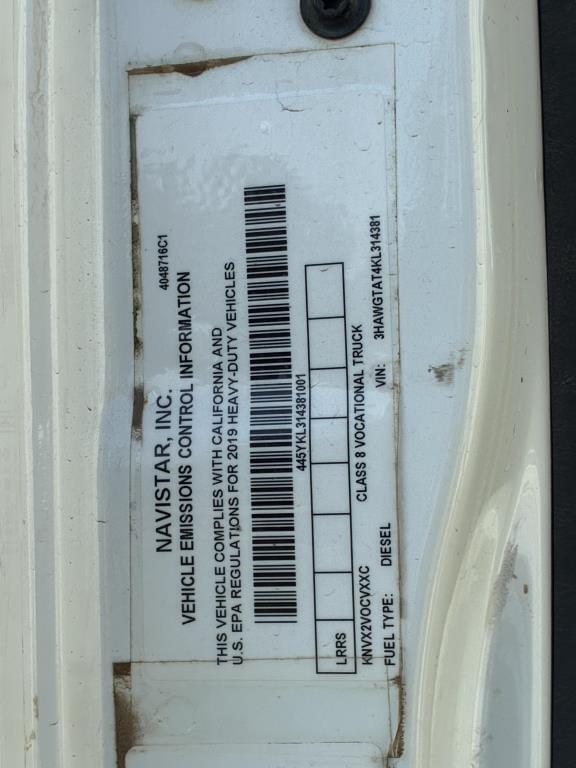 4048716C1
NAVISTAR, INC.
VEHICLE EMISSIONS CONTROL INFORMATION
THIS VEHICLE COMPLIES WITH CALIFORNIA AND
U.S. EPA REGULATIONS FOR 2019 HEAVY-DUTY VEHICLES
445YKL314381001
LRRS
KNVX2VOCVXXC CLASS 8 VOCATIONAL TRUCK
FUEL TYPE: DIESEL VIN: 3HAWGTAT4KL314381